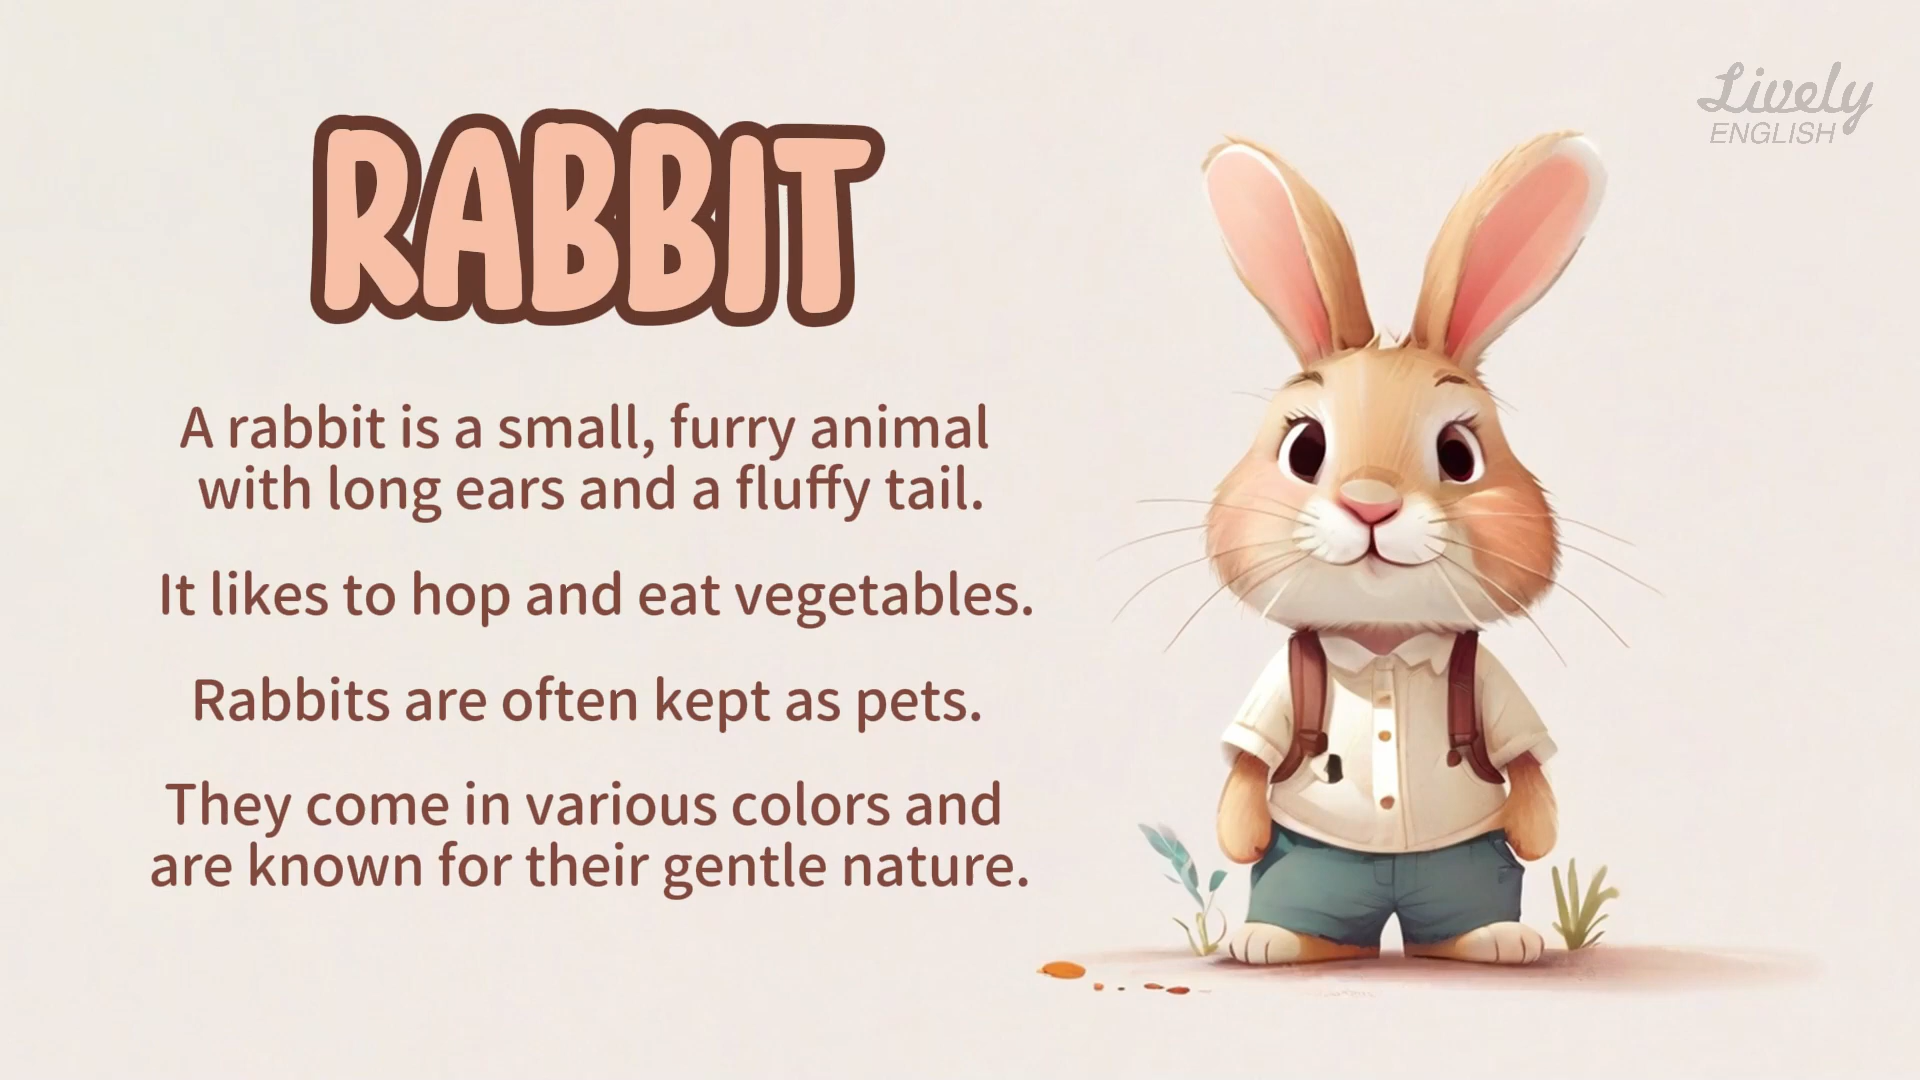 RABBIT
A rabbit is a small, furry animal
with long ears and a fluffy tail.
It likes to hop and eat vegetables.
Rabbits are often kept as pets.
They come in various colors and
are known for their gentle nature.
Lively
ENGLISH